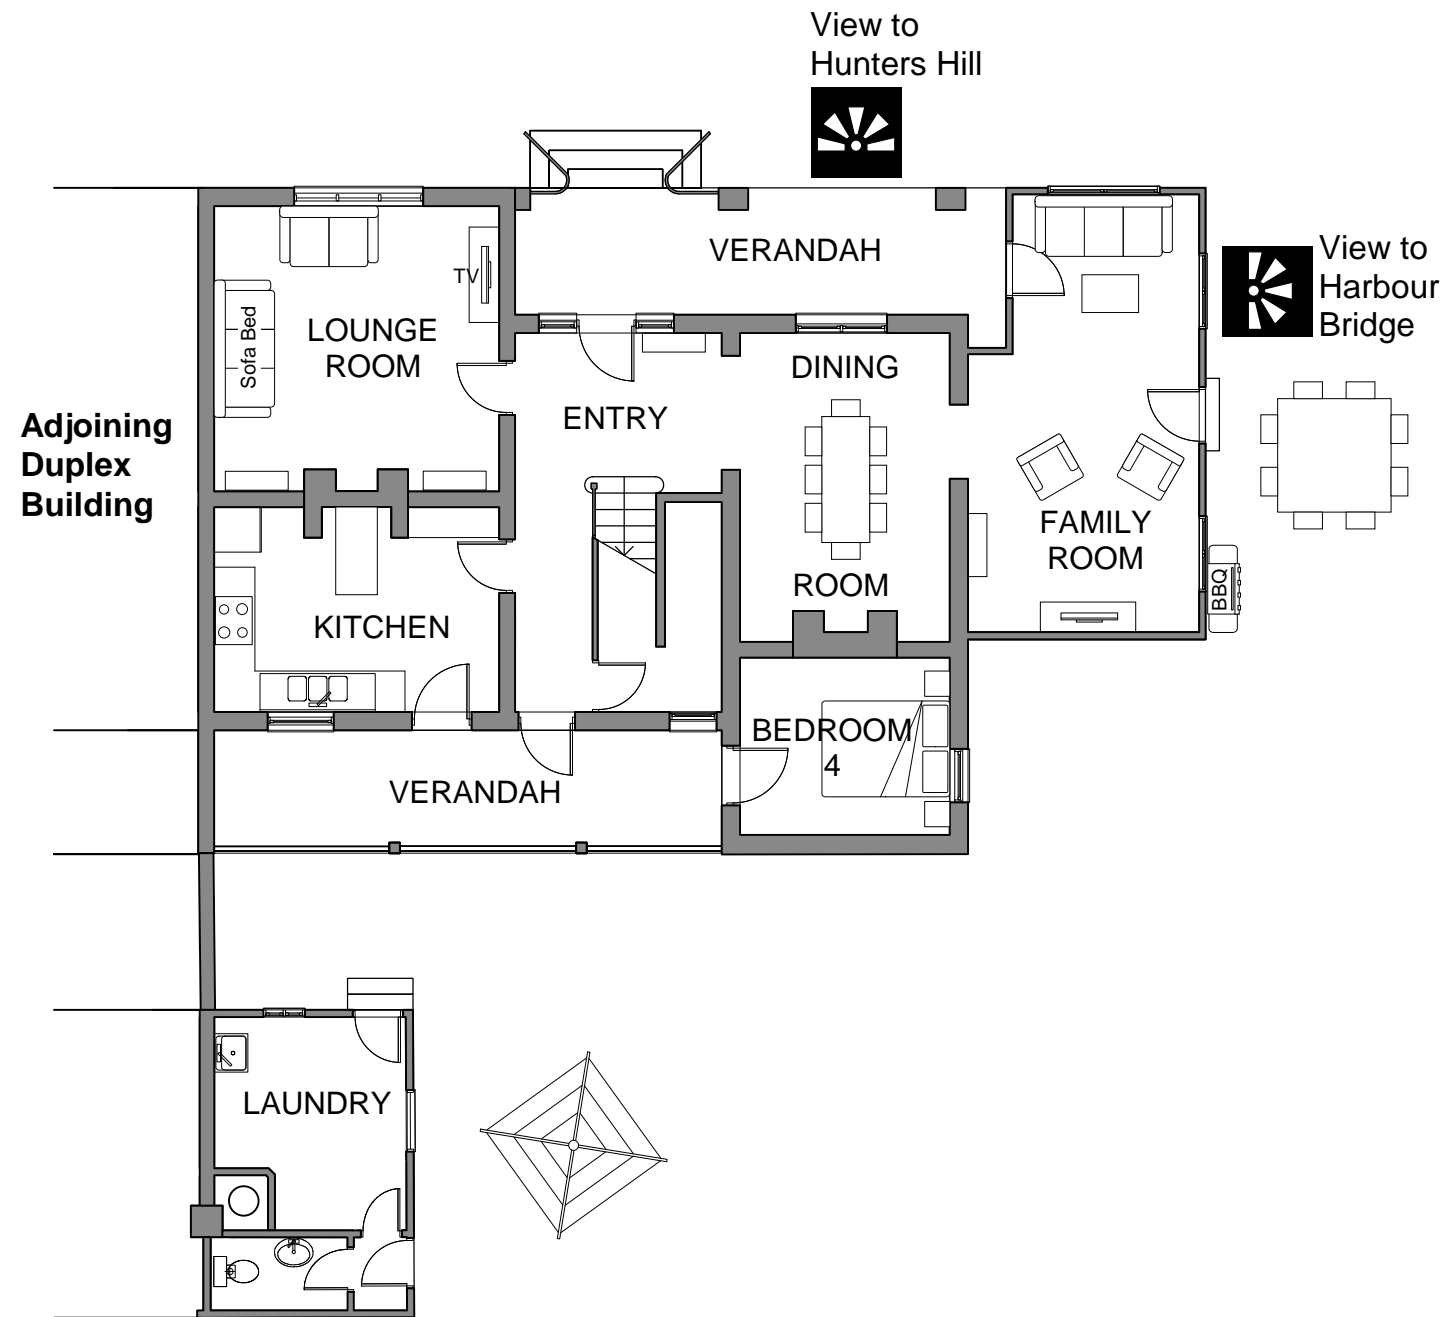 View to
Hunters Hill
VERANDAH
View to
Harbour
Bridge
TV
LOUNGE
ROOM
Sofa Bed
DINING
ENTRY
Adjoining
Duplex
Building
FAMILY
ROOM
ROOM
BBQ
KITCHEN
BEDROOM
4
VERANDAH
LAUNDRY